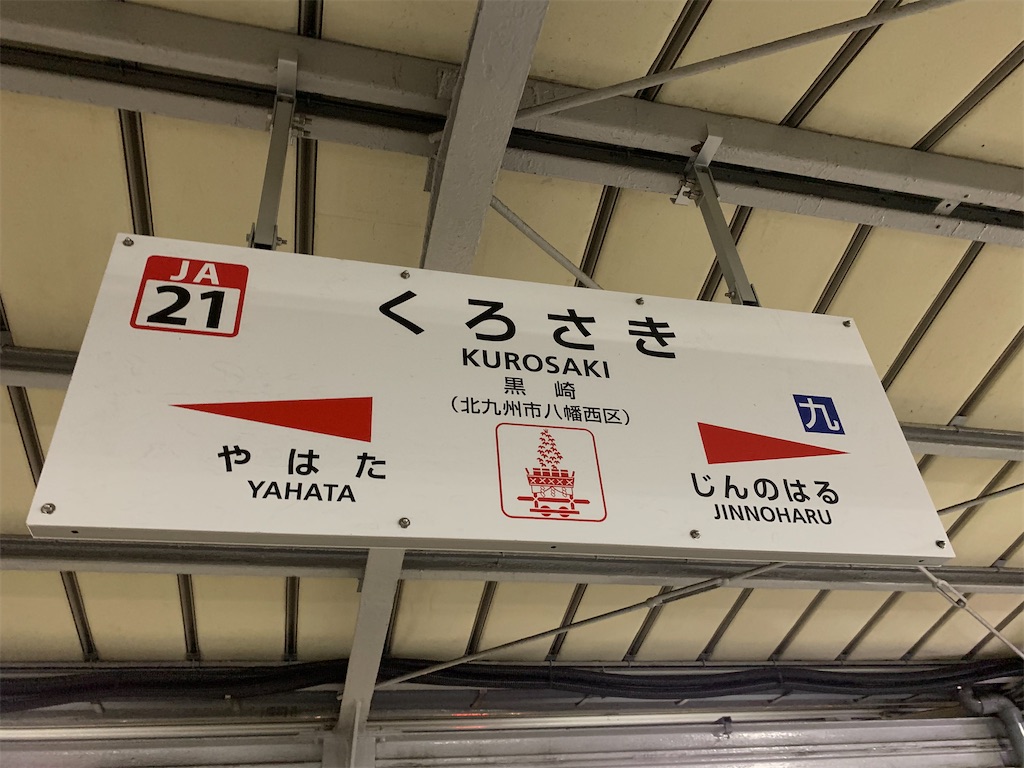 JA
21
くろさき
KUROSAKI
黒崎
(北九州市八幡西区)
やはた
YAHATA
九
じんのはる
JINNOHARU